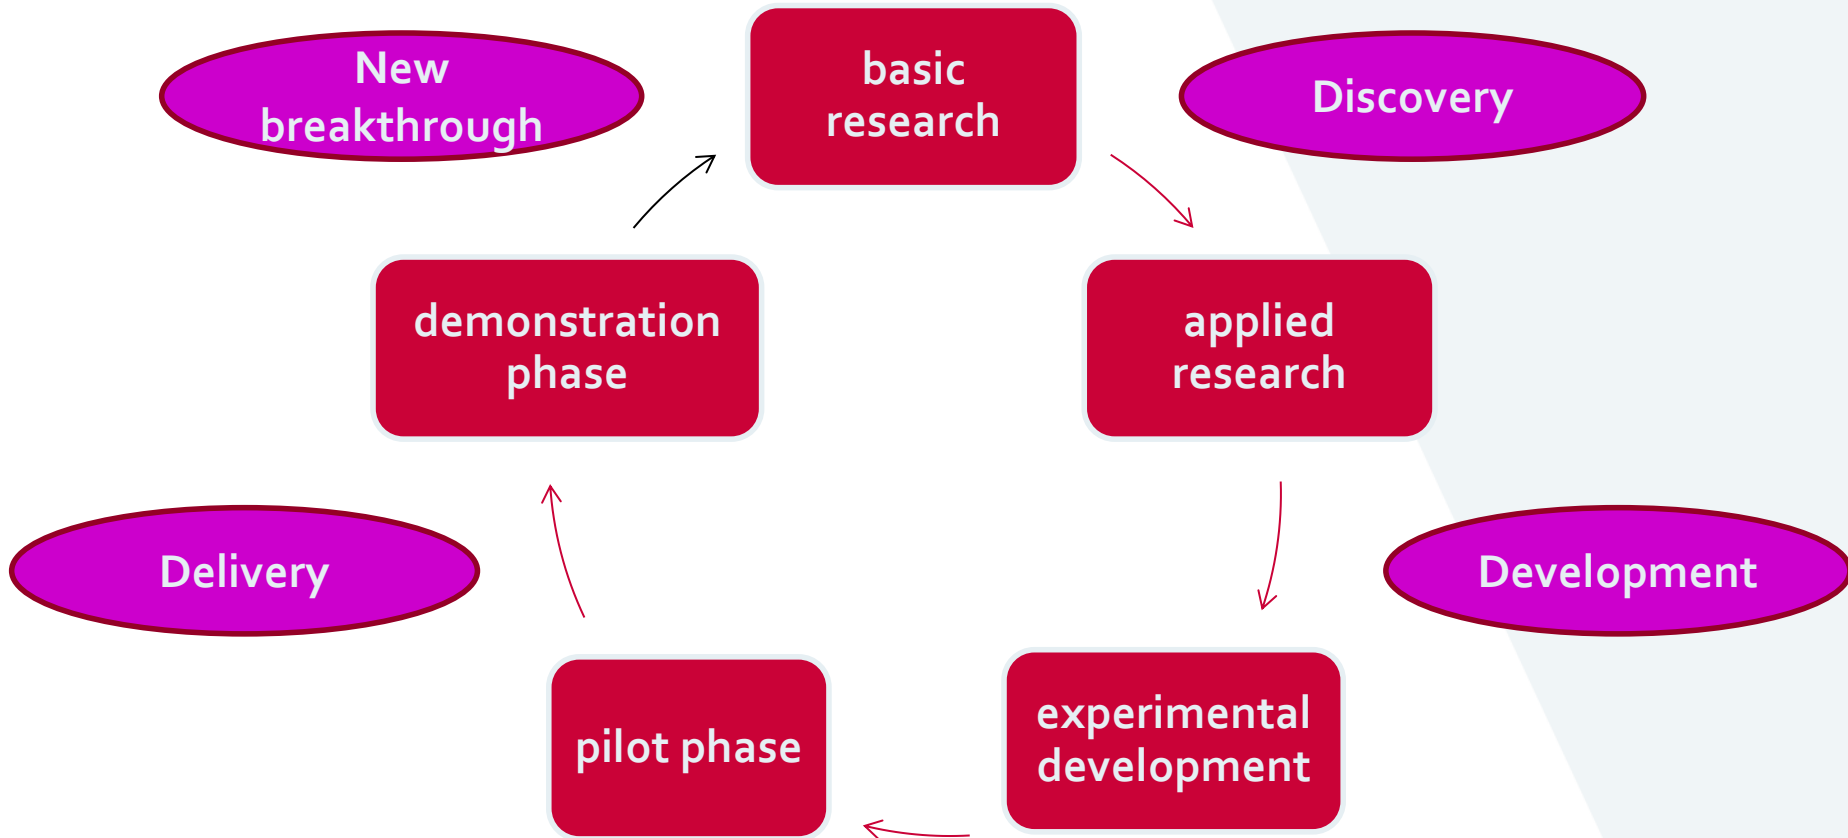 New
breakthrough
basic
research
Discovery
demonstration
phase
applied
research
Delivery
Development
pilot phase
experimental
development